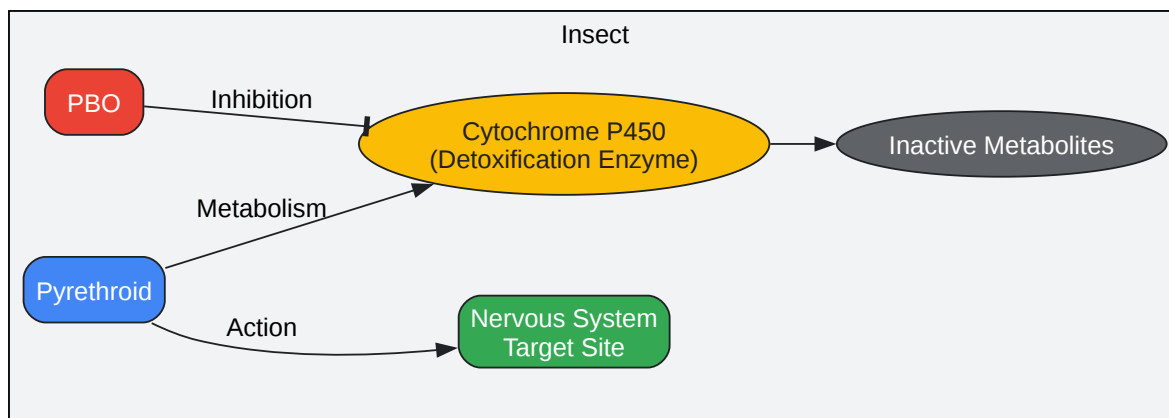 Insect
PBO
Inhibition
Cytochrome P450
(Detoxification Enzyme)
Inactive Metabolites
Metabolism
Pyrethroid
Action
Nervous System
Target Site